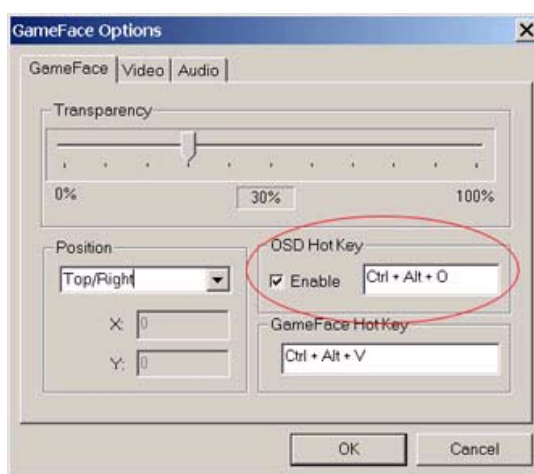 GameFace Options
GameFace Video Audio
Transparency
0% 30% 100%
Position
Top/Right
X: 0
Y: 0
OSD Hot Key
Enable Ctrl + Alt + O
GameFace Hot Key
Ctrl + Alt + V
OK Cancel